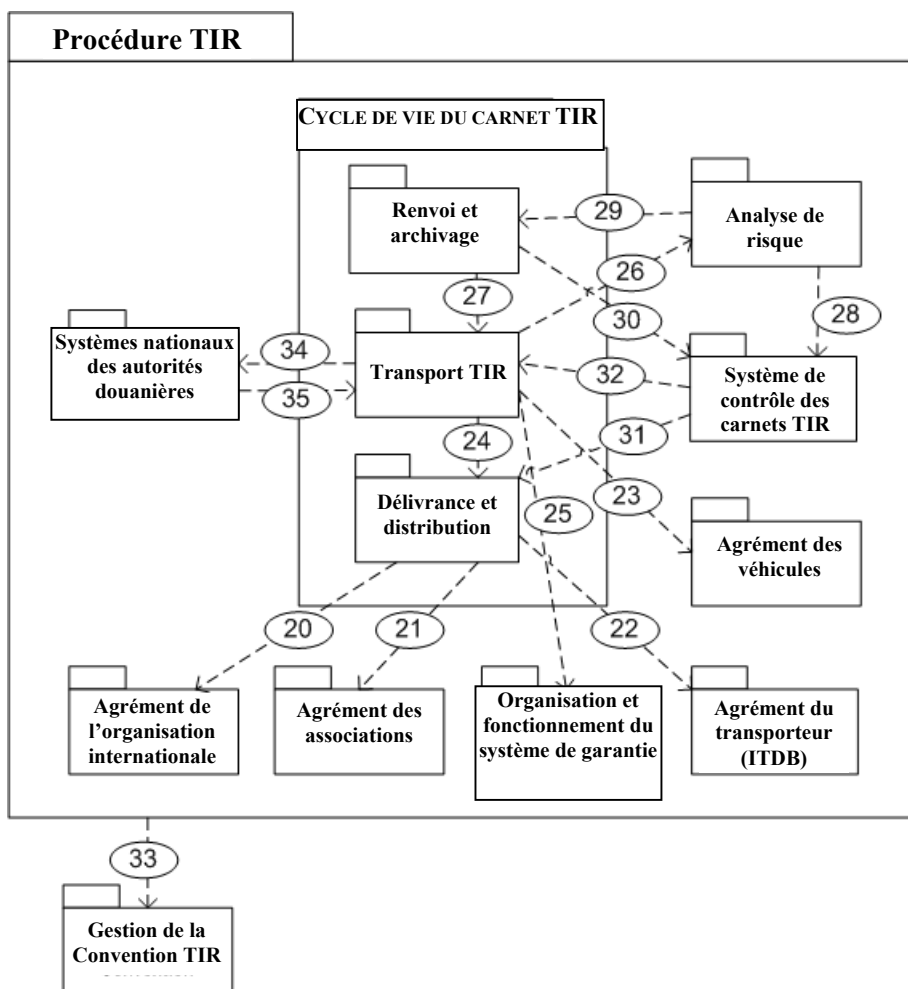 Procédure TIR
CYCLE DE VIE DU CARNET TIR
Renvoi et
archivage
29
Analyse de
risque
26
27
30
28
Systèmes nationaux
des autorités
douanières
34
35
Transport TIR
32
Système de
contrôle des
carnets TIR
24
31
Délivrance et
distribution
25
23
Agrément des
véhicules
20
21
22
Agrément de
l'organisation
internationale
Agrément des
associations
Organisation et
fonctionnement du
système de garantie
Agrément du
transporteur
(ITDB)
33
Gestion de la
Convention TIR